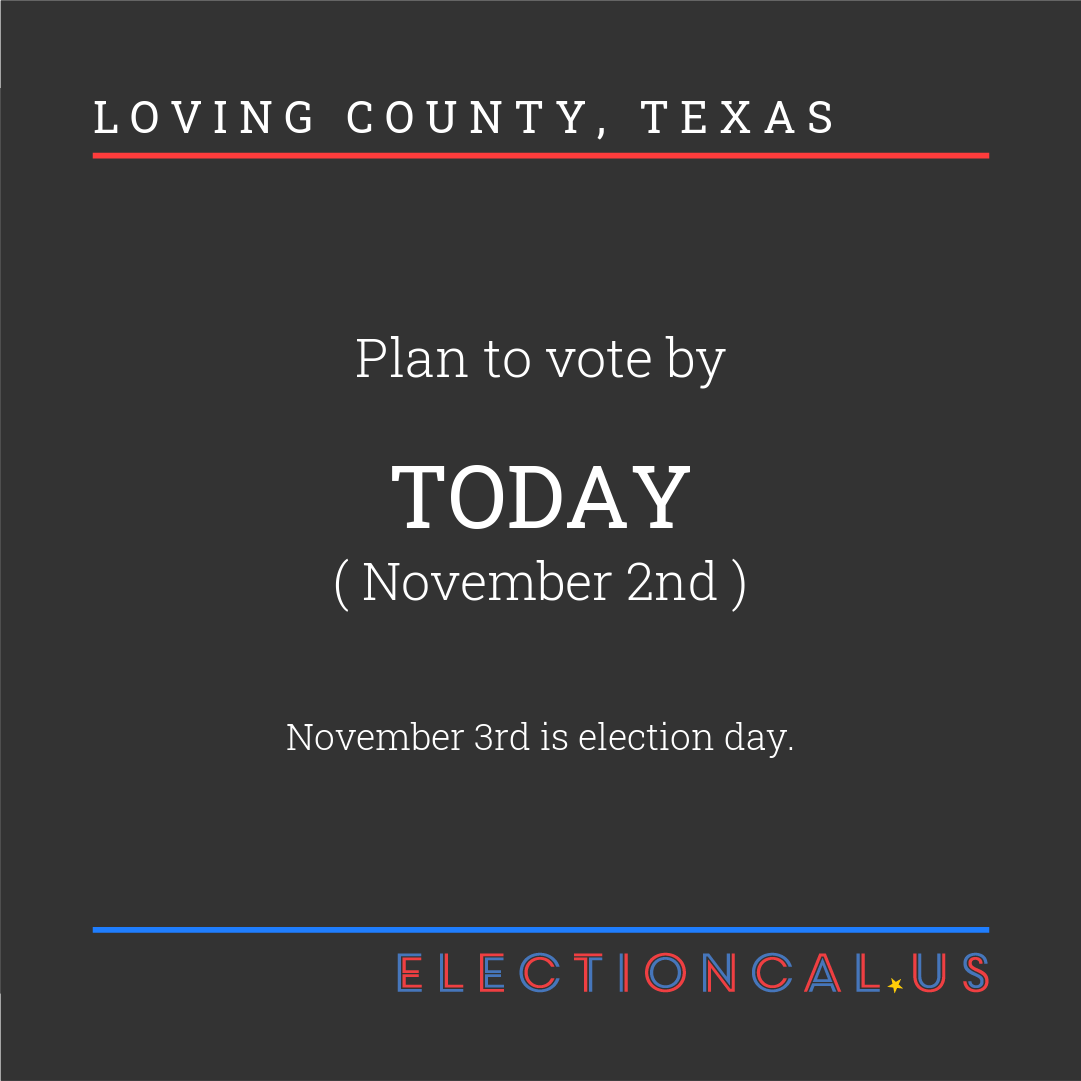 LOVING COUNTY, TEXAS
Plan to vote by
TODAY
( November 2nd )
November 3rd is election day.
ELECTIONCAL.US